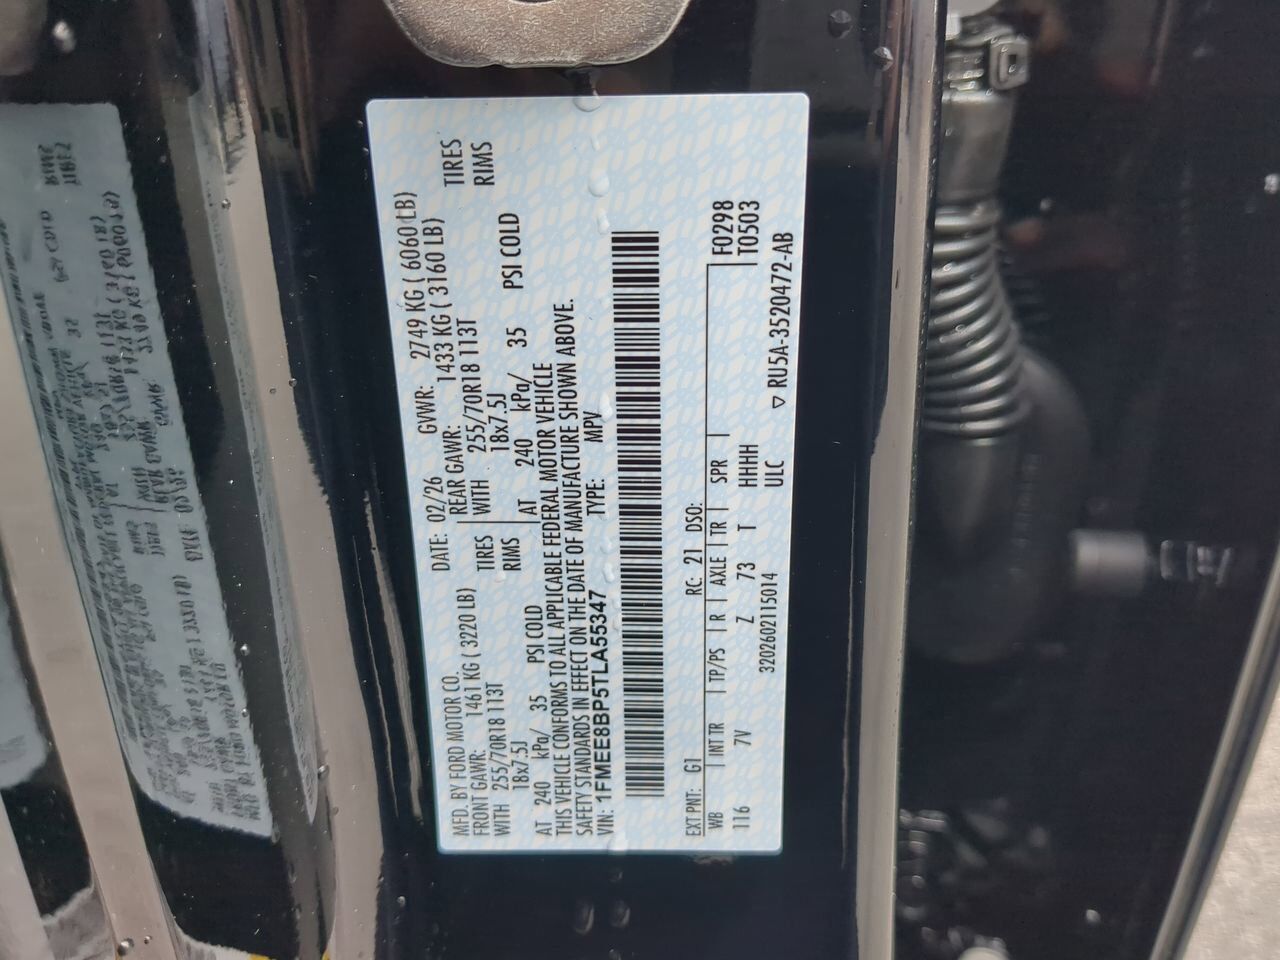 MFD. BY FORD MOTOR CO. DATE: 02/26 GVWR: 2749 KG ( 6060 LB)
FRONT GAWR: 1461 KG ( 3220 LB) REAR GAWR: 1433 KG ( 3160 LB)
WITH 255/70R18 113T TIRES WITH 255/70R18 113T TIRES
18x7.5J RIMS 18x7.5J RIMS
AT 240 kPa/ 35 PSI COLD AT 240 kPa/ 35 PSI COLD
THIS VEHICLE CONFORMS TO ALL APPLICABLE FEDERAL MOTOR VEHICLE
SAFETY STANDARDS IN EFFECT ON THE DATE OF MANUFACTURE SHOWN ABOVE.
VIN: 1FMEE8BP5TLA55347 TYPE: MPV
EXT PNT: G1 RC: 21 DSO: F0298
WB INT TR TP/PS R AXLE TR SPR T0503
116 7V Z 73 T HHHH
3202602115014 ULC
▽ RU5A-3520472-AB